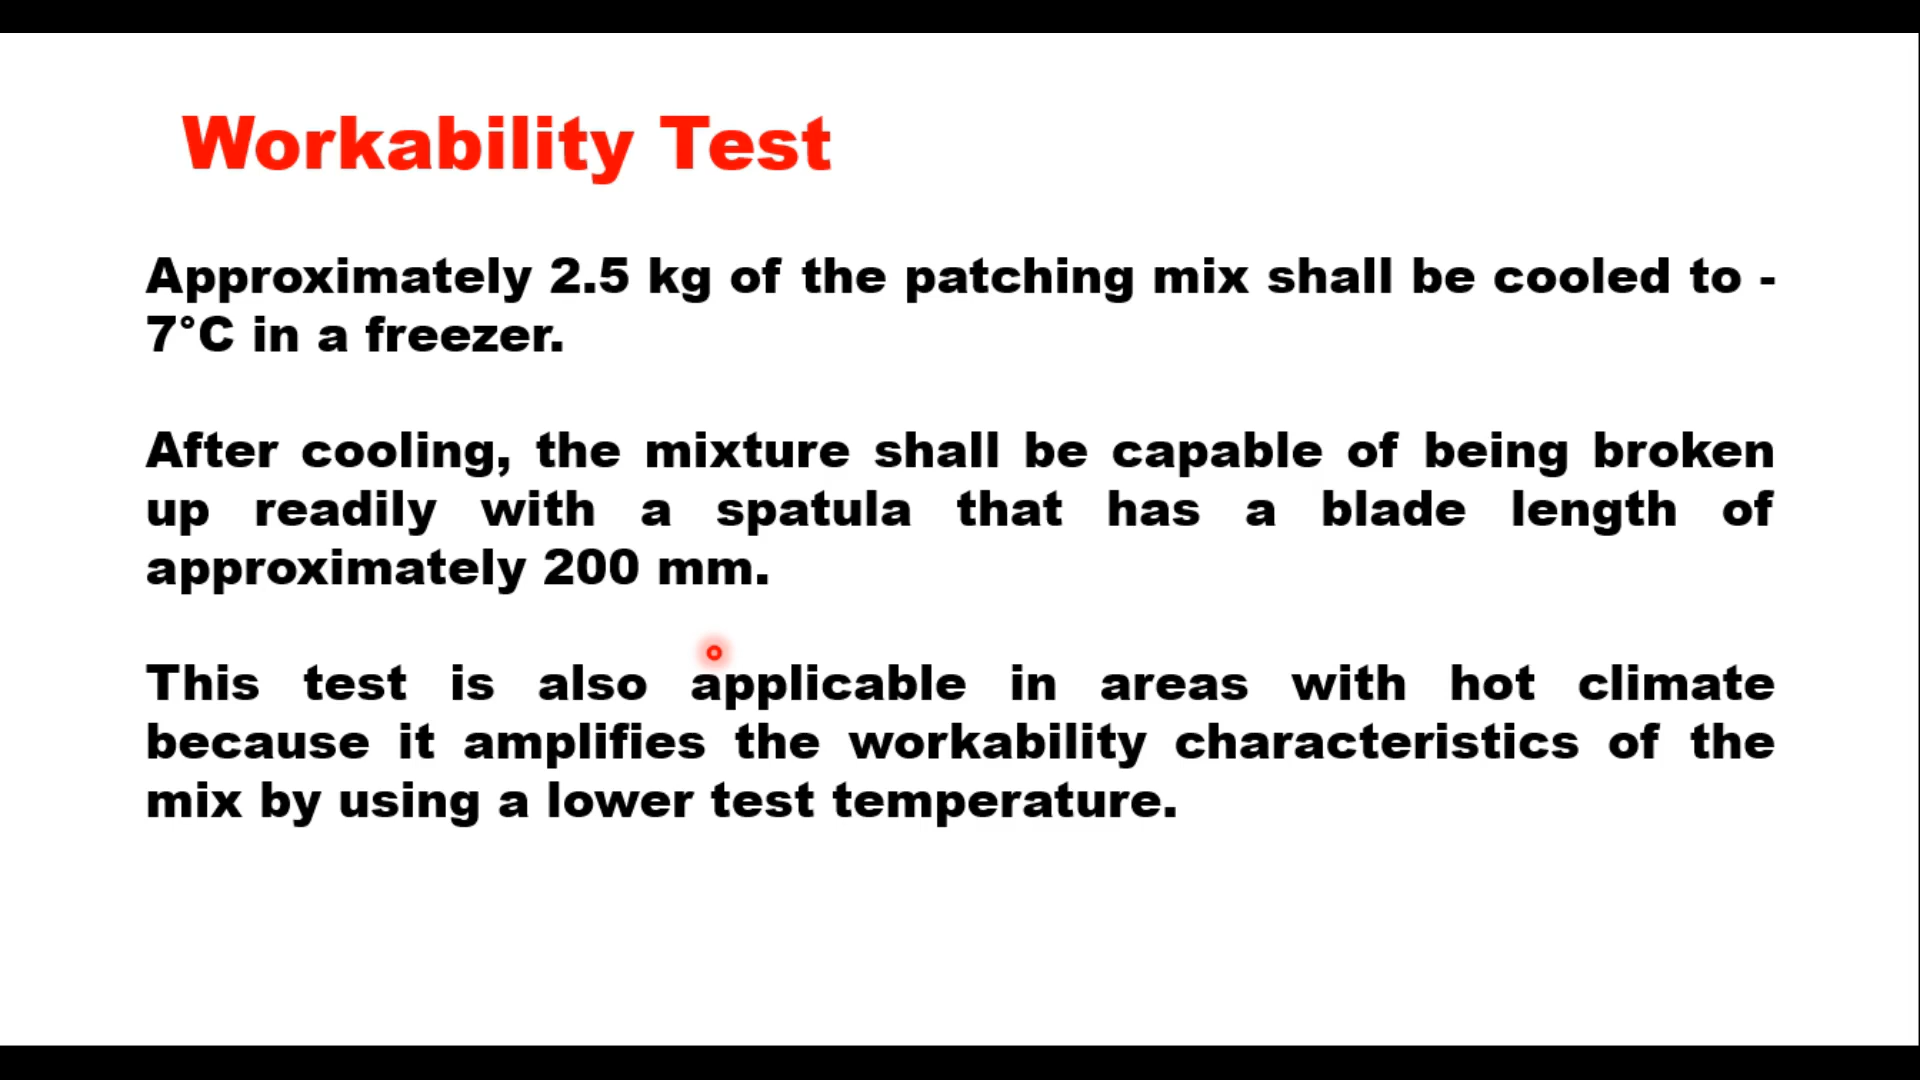 Workability Test
Approximately 2.5 kg of the patching mix shall be cooled to -
7°C in a freezer.
After cooling, the mixture shall be capable of being broken
up readily with a spatula that has a blade length of
approximately 200 mm.
This test is also applicable in areas with hot climate
because it amplifies the workability characteristics of the
mix by using a lower test temperature.